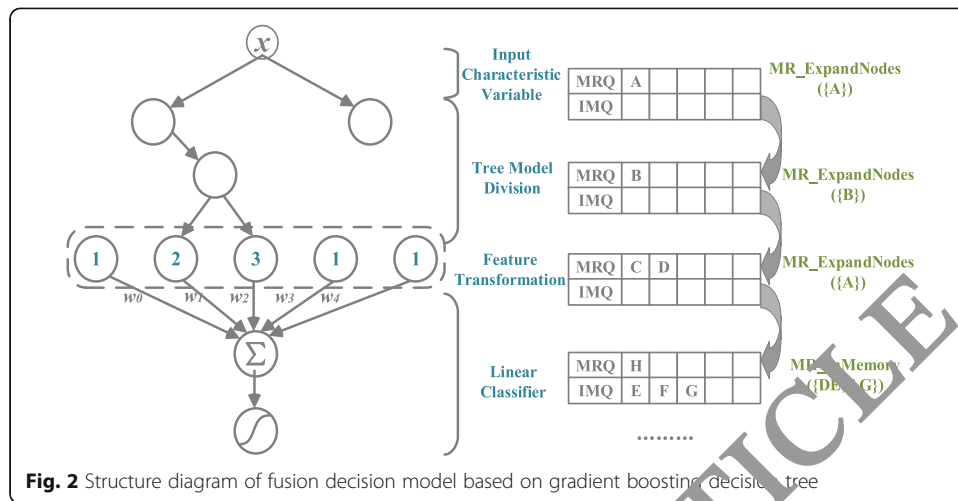 x
Input
Characteristic
Variable
MRQ A
IMQ
MR_ExpandNodes
({A})
Tree Model
Division
MRQ B
IMQ
MR_ExpandNodes
({B})
1 2 3 1 1
w0 w1 w2 w3 w4
Feature
Transformation
MRQ C D
IMQ
MR_ExpandNodes
({A})
Σ
Linear
Classifier
MRQ H
IMQ E F G
.........
Fig. 2 Structure diagram of fusion decision model based on gradient boosting decision tree
TICLE